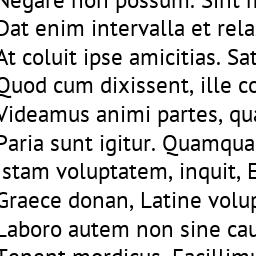 Negare non possum. Sint
Dat enim intervalla et rela
At coluit ipse amicitias. Sat
Quod cum dixissent, ille co
Videamus animi partes, qua
Paria sunt igitur. Quamqua
Istam voluptatem, inquit, E
Graece donan, Latine volup
Laboro autem non sine cau
Tenent mordicus. Facillimu